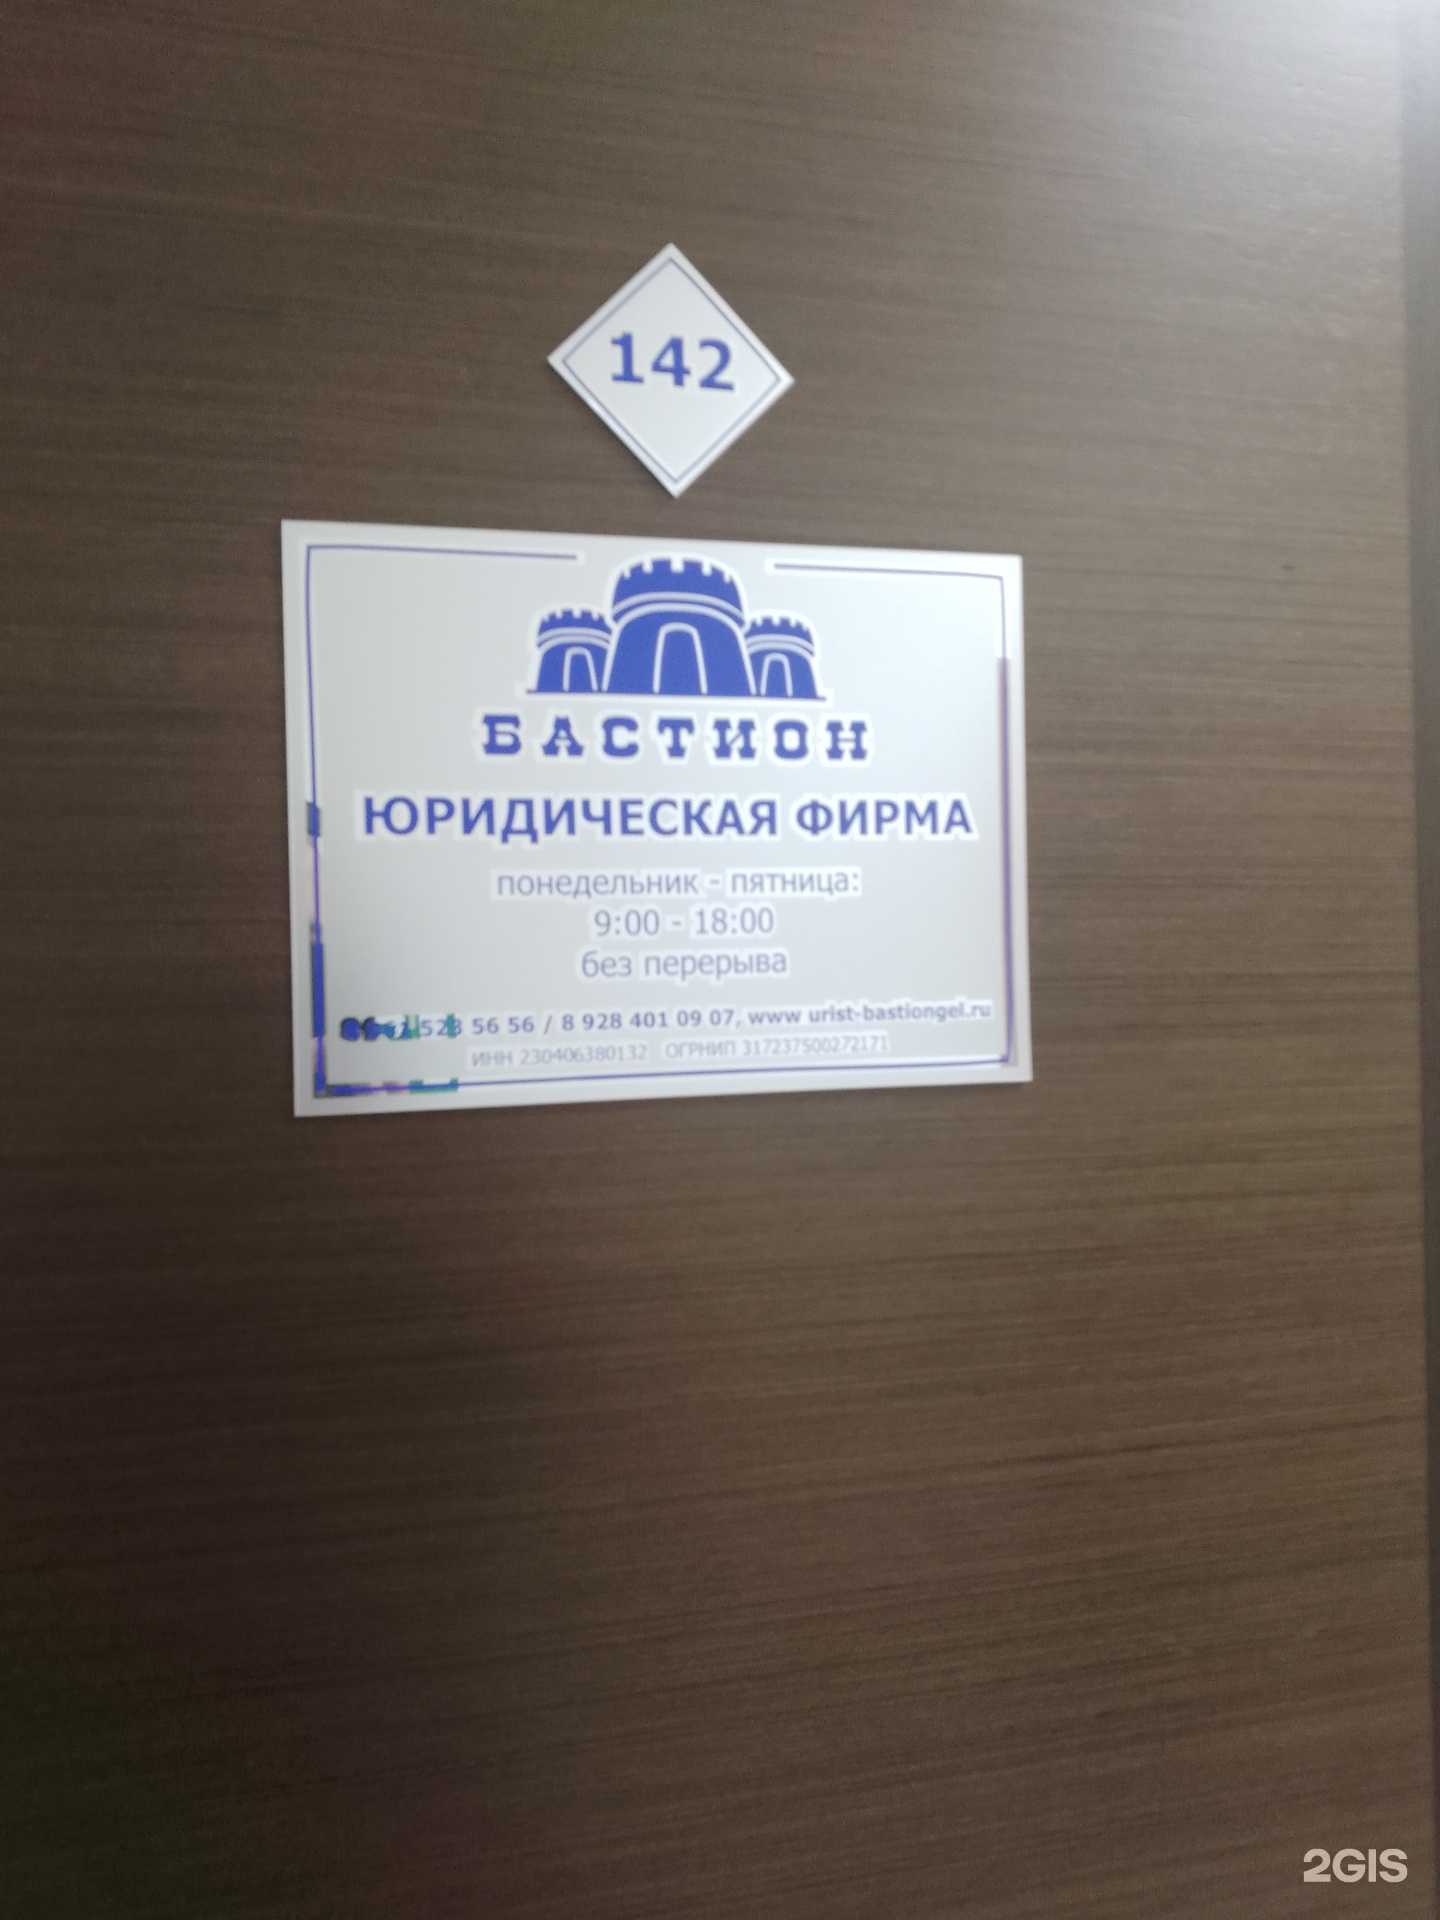 142
БАСТИОН
ЮРИДИЧЕСКАЯ ФИРМА
понедельник - пятница:
9:00 - 18:00
без перерыва
528 56 56 / 8 928 401 09 07, www urist-bastiongel.ru
ИНН 230406380132 ОГРНИП 317237500272171
2GIS